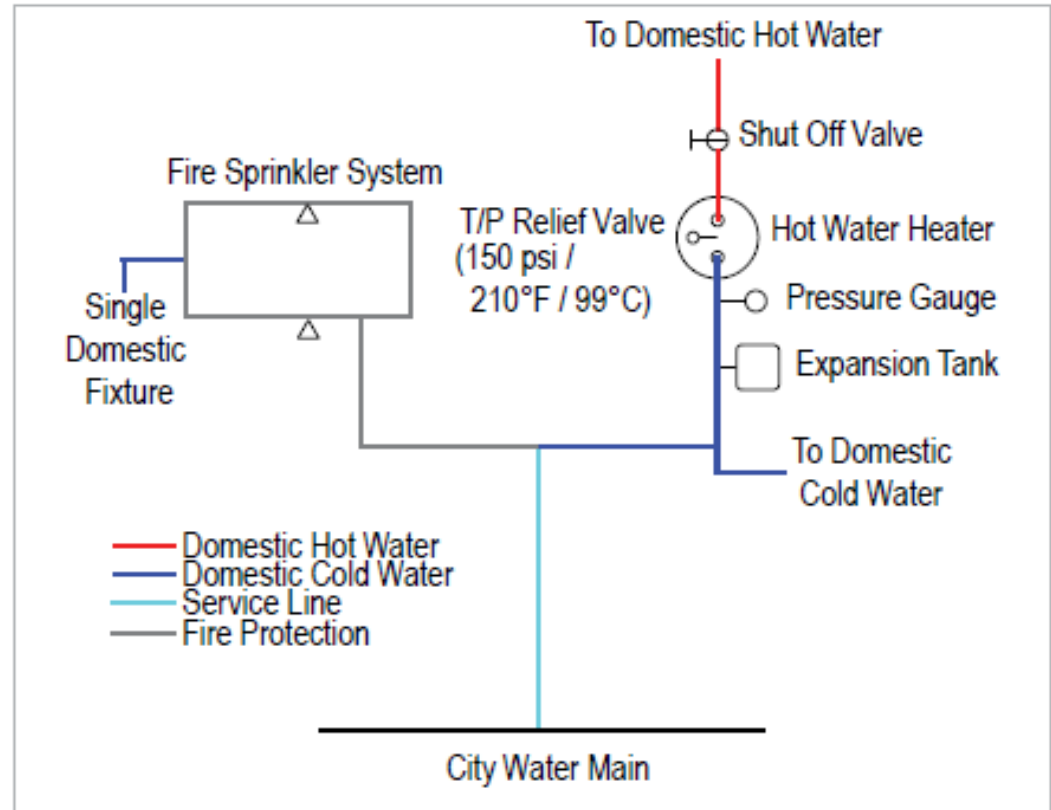 To Domestic Hot Water
Shut Off Valve
Fire Sprinkler System
T/P Relief Valve
(150 psi /
210°F / 99°C)
Hot Water Heater
Pressure Gauge
Single
Domestic
Fixture
Expansion Tank
To Domestic
Cold Water
Domestic Hot Water
Domestic Cold Water
Service Line
Fire Protection
City Water Main